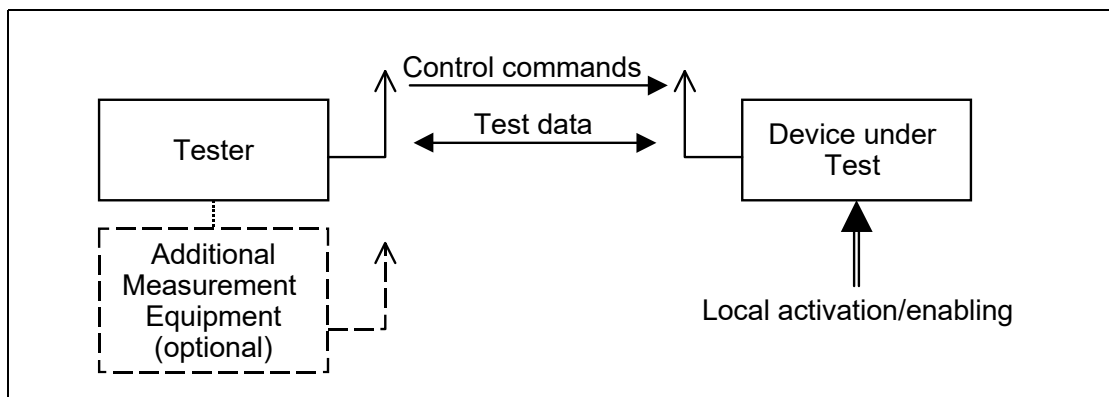 Control commands
Test data
Tester
Device under
Test
Additional
Measurement
Equipment
(optional)
Local activation/enabling